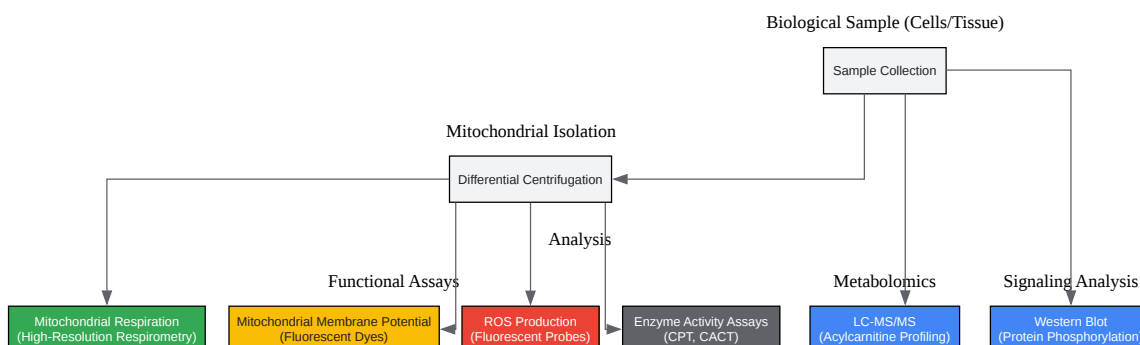 Biological Sample (Cells/Tissue)
Sample Collection
Mitochondrial Isolation
Differential Centrifugation
Analysis
Functional Assays
Metabolomics
Signaling Analysis
Mitochondrial Respiration
(High-Resolution Respirometry)
Mitochondrial Membrane Potential
(Fluorescent Dyes)
ROS Production
(Fluorescent Probes)
Enzyme Activity Assays
(CPT, CACT)
LC-MS/MS
(Acylcarnitine Profiling)
Western Blot
(Protein Phosphorylation)